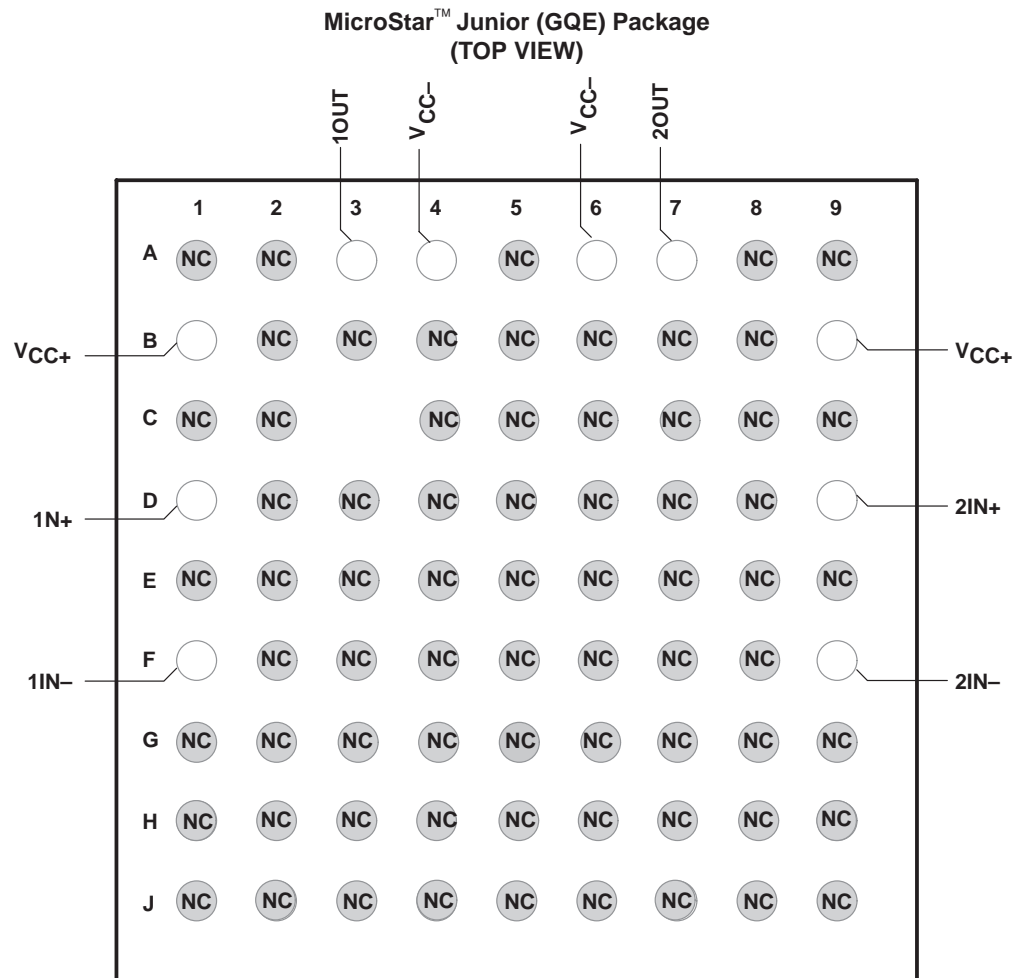 MicroStar™ Junior (GQE) Package
(TOP VIEW)
1OUT
VCC–
VCC–
2OUT
1 2 3 4 5 6 7 8 9
A NC NC NC NC NC
VCC+ B NC NC NC NC NC NC NC VCC+
C NC NC NC NC NC NC NC NC
1N+ D NC NC NC NC NC NC NC 2IN+
E NC NC NC NC NC NC NC NC NC
1IN– F NC NC NC NC NC NC NC 2IN–
G NC NC NC NC NC NC NC NC NC
H NC NC NC NC NC NC NC NC NC
J NC NC NC NC NC NC NC NC NC